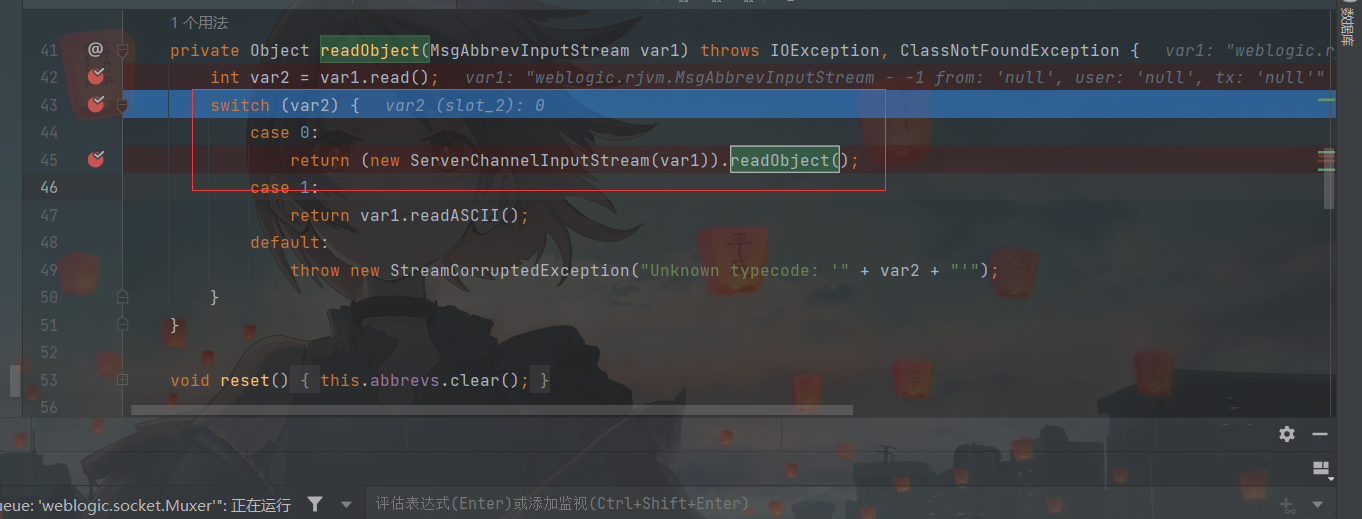 1 个用法
41 @ private Object readObject(MsgAbbrevInputStream var1) throws IOException, ClassNotFoundException { var1: "weblogic.rj
42 int var2 = var1.read(); var1: "weblogic.rjvm.MsgAbbrevInputStream - -1 from: 'null', user: 'null', tx: 'null'"
43 switch (var2) { var2 (slot_2): 0
44 case 0:
45 return (new ServerChannelInputStream(var1)).readObject();
46 case 1:
47 return var1.readASCII();
48 default:
49 throw new StreamCorruptedException("Unknown typecode: '" + var2 + "'");
50 }
51 }
52
53 void reset() { this.abbrevs.clear(); }
56
数据库
ueue: 'weblogic.socket.Muxer'": 正在运行
评估表达式(Enter)或添加监视(Ctrl+Shift+Enter)